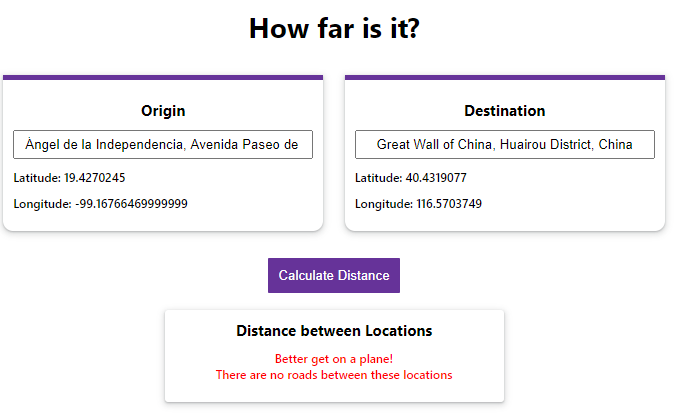 How far is it?
Origin
Ángel de la Independencia, Avenida Paseo de
Latitude: 19.4270245
Longitude: -99.16766469999999
Destination
Great Wall of China, Huairou District, China
Latitude: 40.4319077
Longitude: 116.5703749
Calculate Distance
Distance between Locations
Better get on a plane!
There are no roads between these locations